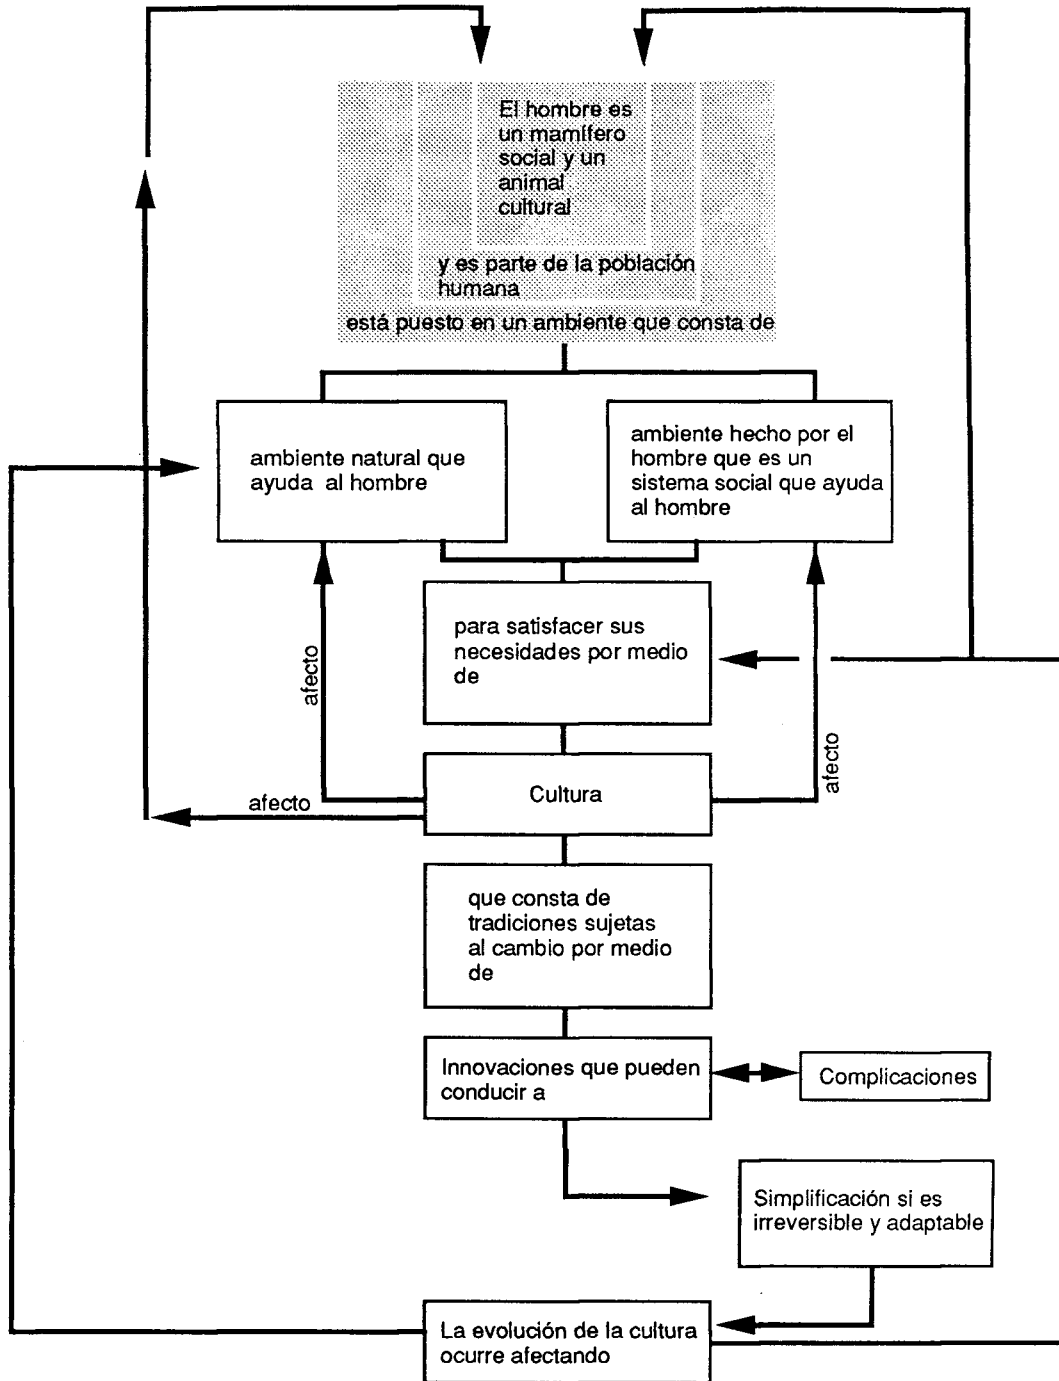 El hombre es
un mamífero
social y un
animal
cultural
y es parte de la población
humana
está puesto en un ambiente que consta de
ambiente natural que
ayuda al hombre
ambiente hecho por el
hombre que es un
sistema social que ayuda
al hombre
para satisfacer sus
necesidades por medio
de
afecto
afecto
afecto
Cultura
que consta de
tradiciones sujetas
al cambio por medio
de
Innovaciones que pueden
conducir a
Complicaciones
Simplificación si es
irreversible y adaptable
La evolución de la cultura
ocurre afectando